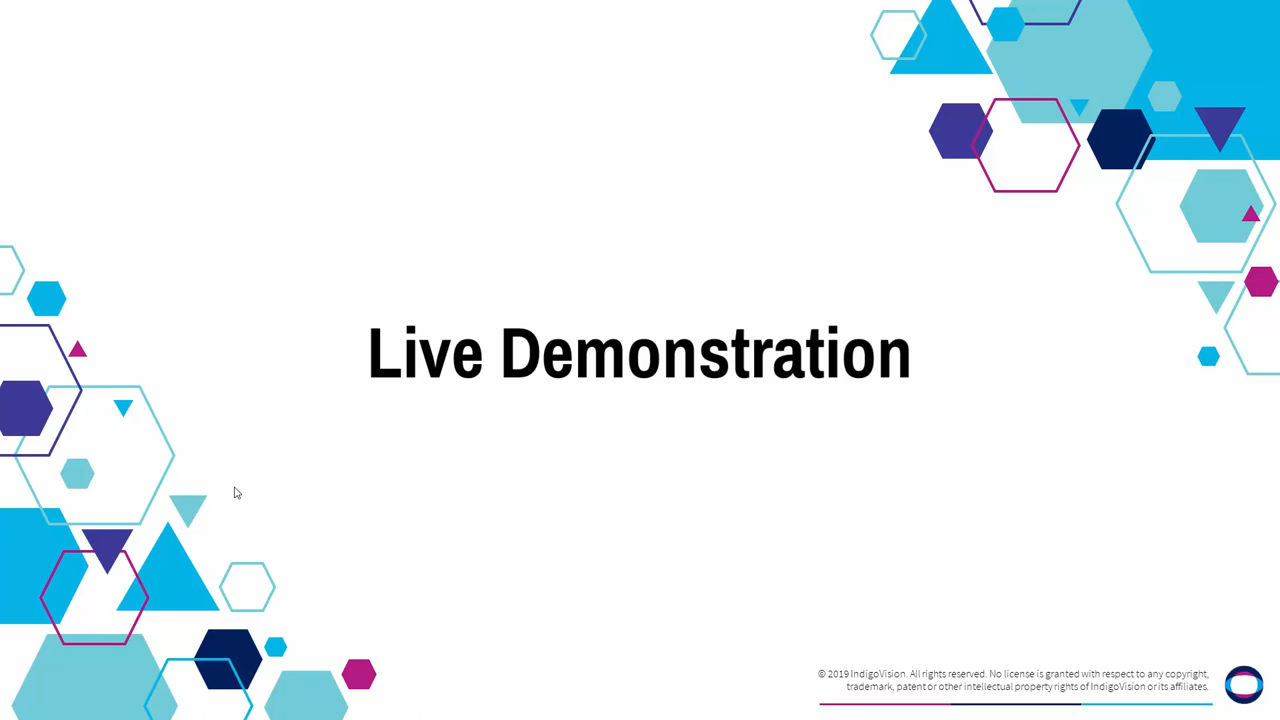 Live Demonstration
© 2019 IndigoVision. All rights reserved. No license is granted with respect to any copyright,
trademark, patent or other intellectual property rights of IndigoVision or its affiliates.